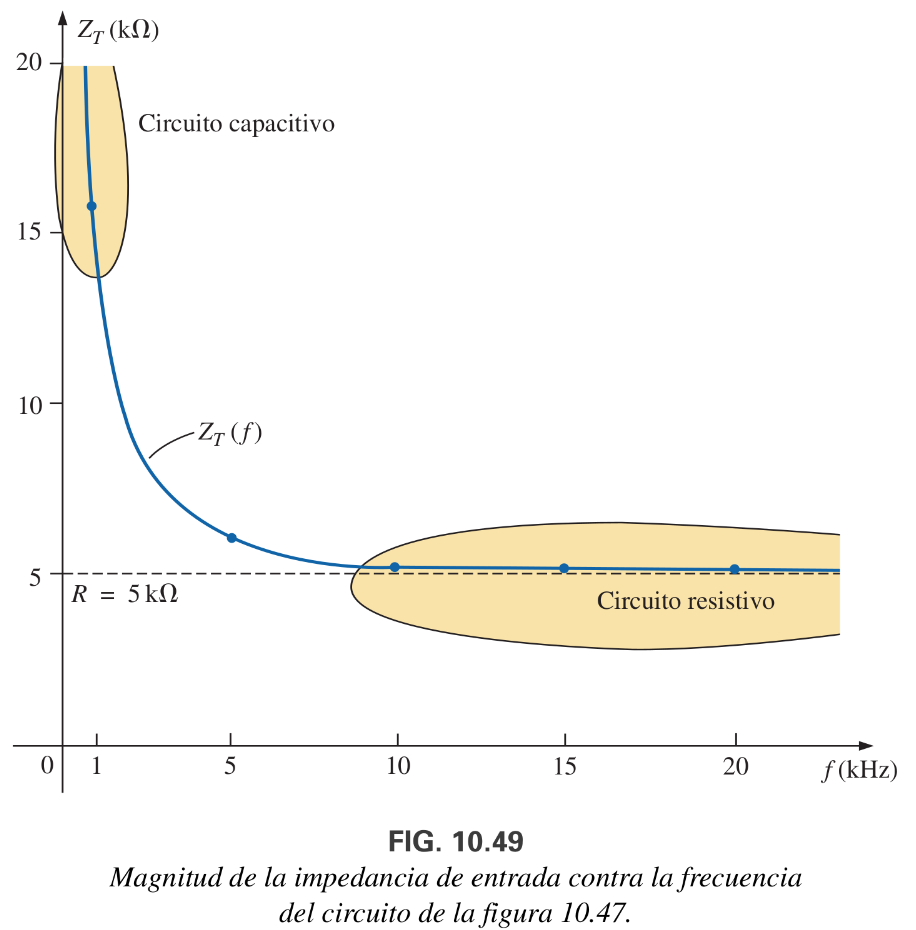 Z_T (kΩ)
20
Circuito capacitivo
15
10
Z_T (f)
5
R = 5 kΩ
Circuito resistivo
0 1 5 10 15 20 f (kHz)
FIG. 10.49
Magnitud de la impedancia de entrada contra la frecuencia
del circuito de la figura 10.47.